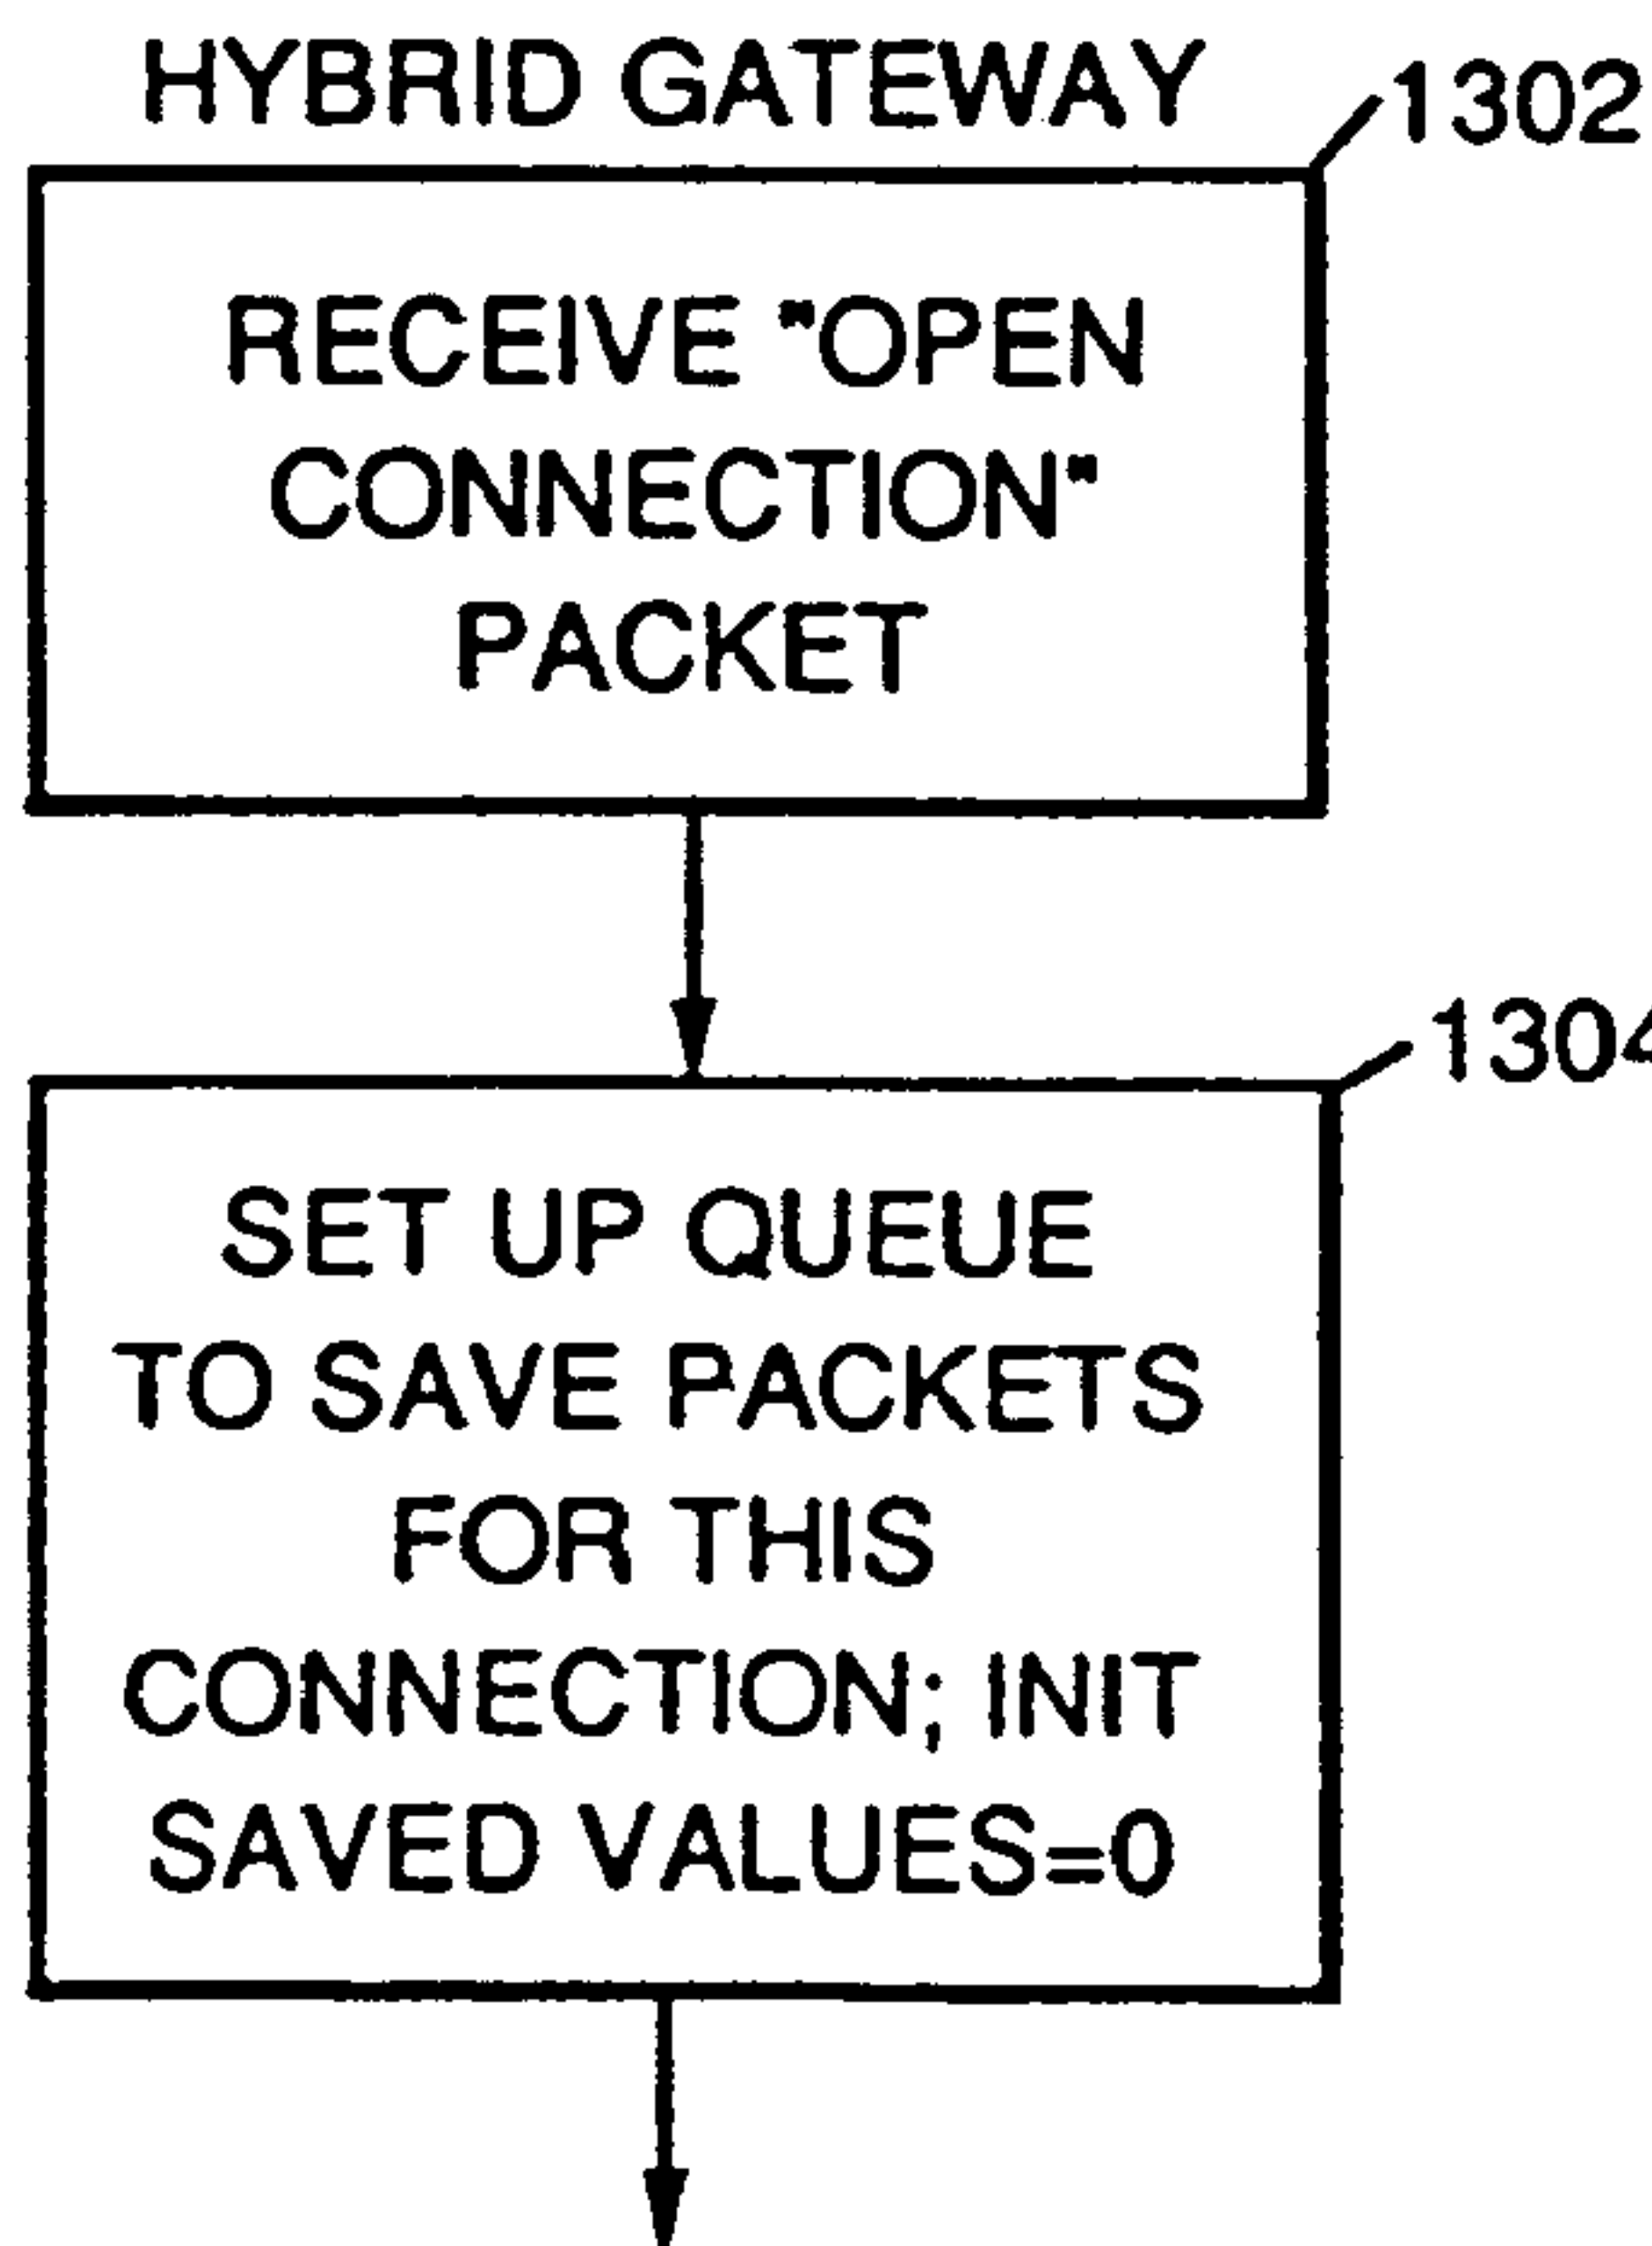 HYBRID GATEWAY
1302
RECEIVE "OPEN
CONNECTION"
PACKET
1304
SET UP QUEUE
TO SAVE PACKETS
FOR THIS
CONNECTION; INIT
SAVED VALUES=0